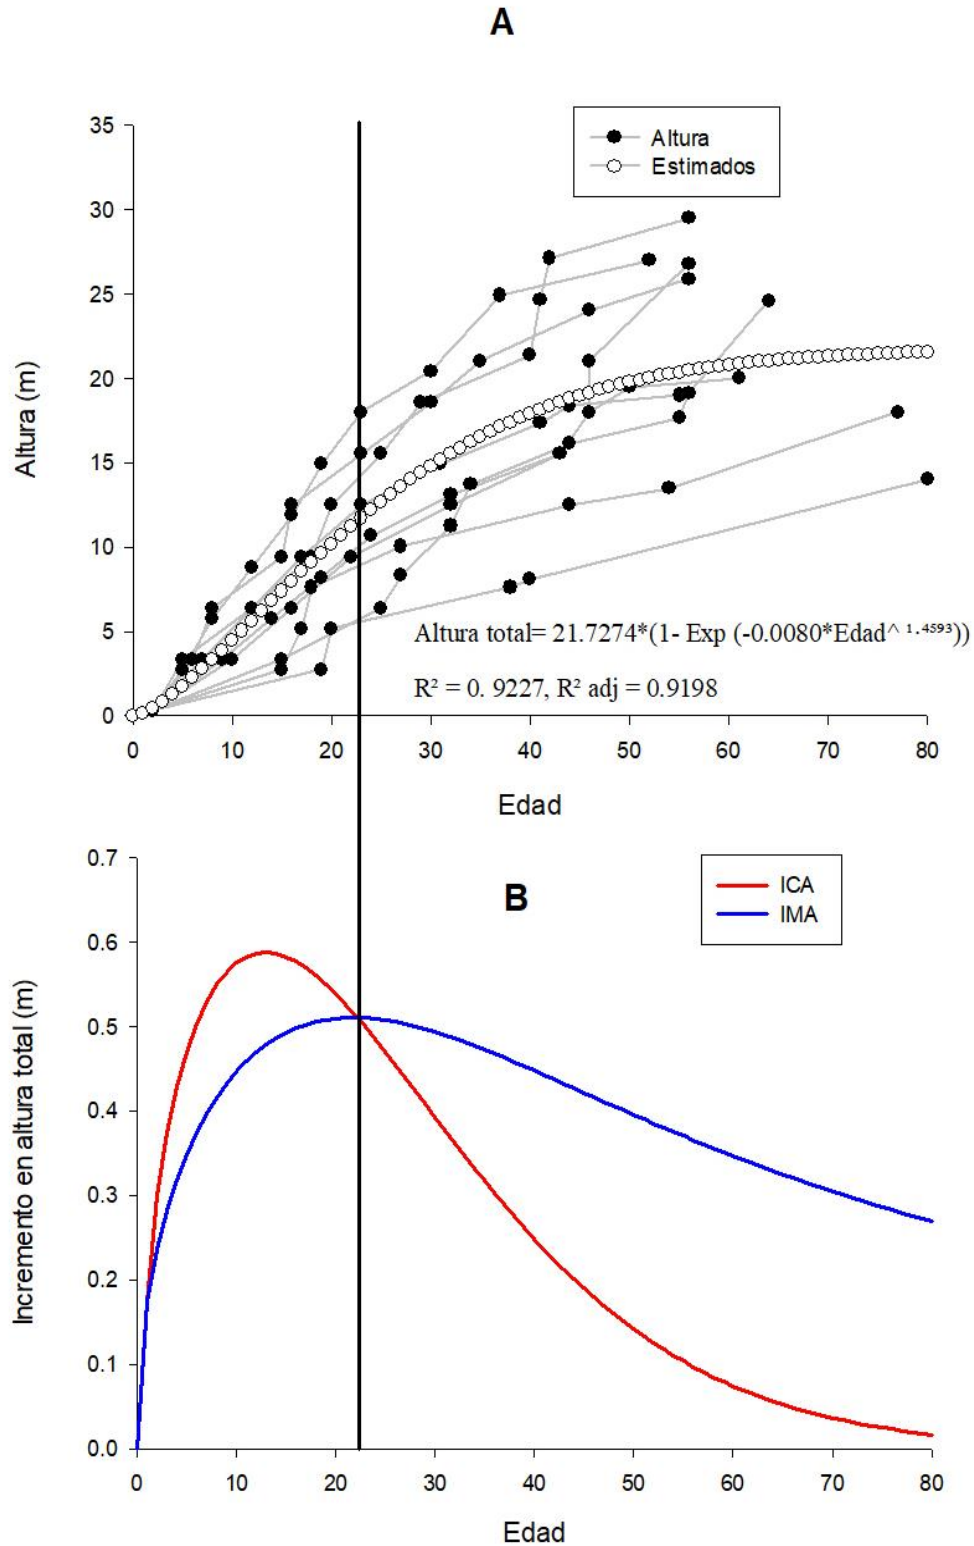 A
35
30
25
20
15
10
5
0
Altura (m)
Altura
Estimados
Altura total= 21.7274*(1- Exp (-0.0080*Edad^ ¹·⁴⁵⁹³))
R² = 0. 9227, R² adj = 0.9198
0 10 20 30 40 50 60 70 80
Edad
B
0.7
0.6
0.5
0.4
0.3
0.2
0.1
0.0
Incremento en altura total (m)
ICA
IMA
0 10 20 30 40 50 60 70 80
Edad